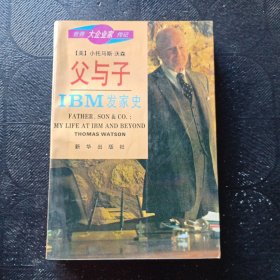 世界大企业家传记
【美】小托马斯·沃森
父与子
IBM发家史
FATHER, SON & CO.:
MY LIFE AT IBM AND BEYOND
THOMAS WATSON
新华出版社